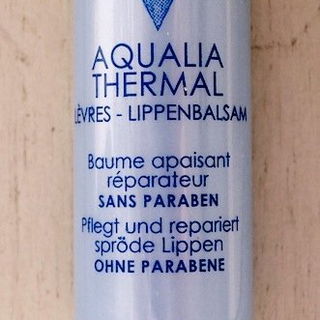 AQUALIA
THERMAL
LÈVRES - LIPPENBALSAM
Baume apaisant
réparateur
SANS PARABEN
Pflegt und repariert
spröde Lippen
OHNE PARABENE